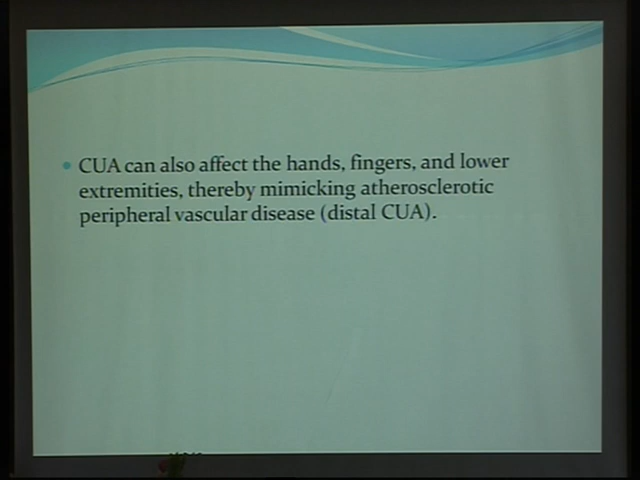 • CUA can also affect the hands, fingers, and lower
extremities, thereby mimicking atherosclerotic
peripheral vascular disease (distal CUA).